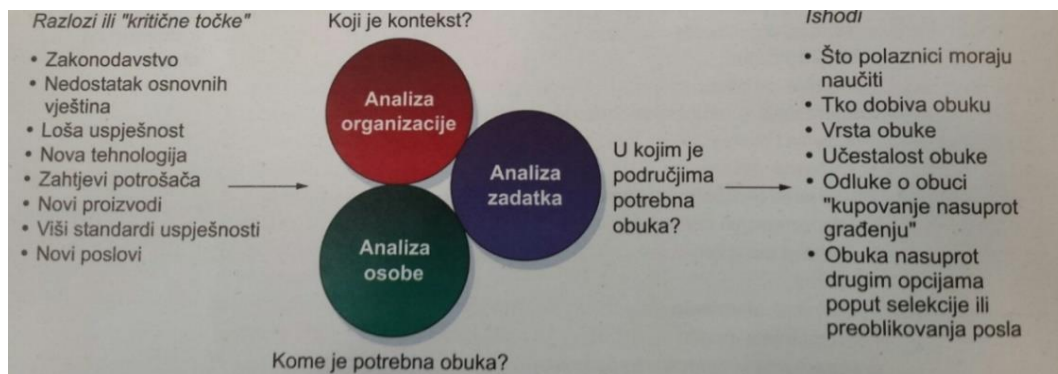 Razlozi ili "kritične točke"
• Zakonodavstvo
• Nedostatak osnovnih
vještina
• Loša uspješnost
• Nova tehnologija
• Zahtjevi potrošača
• Novi proizvodi
• Viši standardi uspješnosti
• Novi poslovi
Koji je kontekst?
Analiza
organizacije
Analiza
zadatka
Analiza
osobe
Kome je potrebna obuka?
U kojim je
područjima
potrebna
obuka?
Ishodi
• Što polaznici moraju
naučiti
• Tko dobiva obuku
• Vrsta obuke
• Učestalost obuke
• Odluke o obuci
"kupovanje nasuprot
građenju"
• Obuka nasuprot
drugim opcijama
poput selekcije ili
preoblikovanja posla